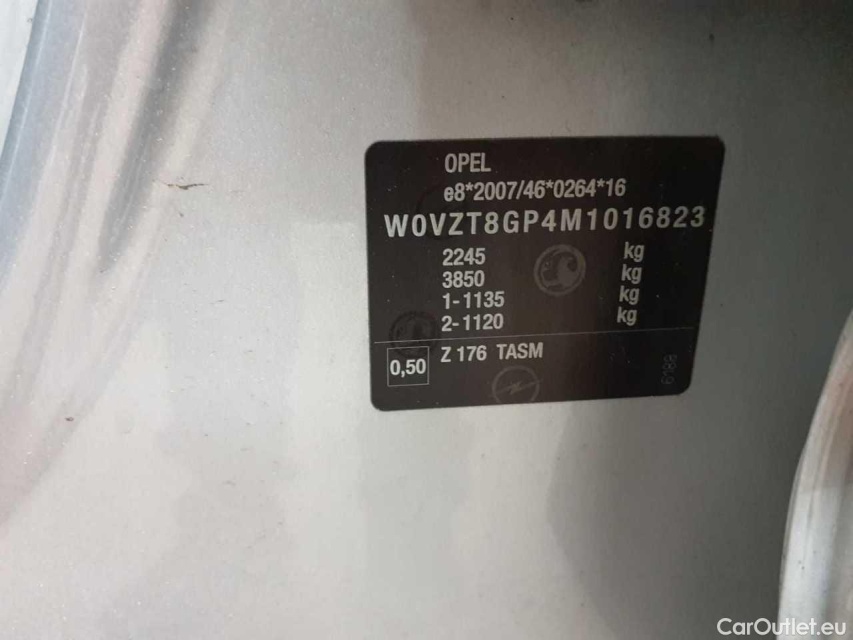 OPEL
e8*2007/46*0264*16
W0VZT8GP4M1016823
2245 kg
3850 kg
1-1135 kg
2-1120 kg
0,50 Z 176 TASM
6188
CarOutlet.eu